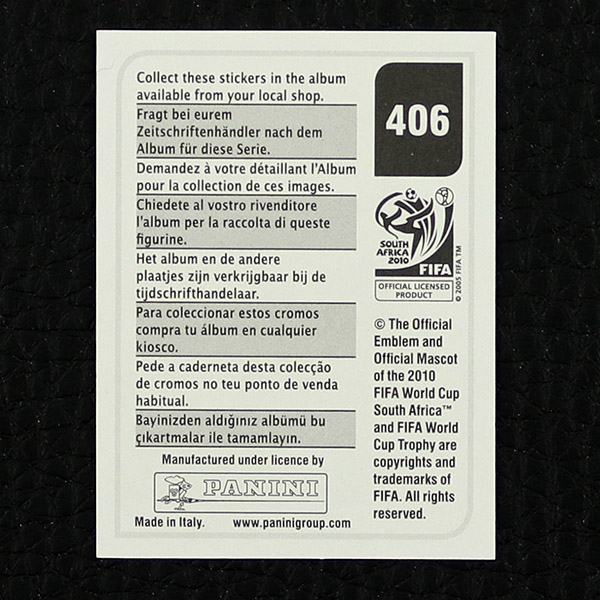 Collect these stickers in the album
available from your local shop.
Fragt bei eurem
Zeitschriftenhändler nach dem
Album für diese Serie.
Demandez à votre détaillant l'Album
pour la collection de ces images.
Chiedete al vostro rivenditore
l'album per la raccolta di queste
figurine.
Het album en de andere
plaatjes zijn verkrijgbaar bij de
tijdschrifthandelaar.
Para coleccionar estos cromos
compra tu álbum en cualquier
kiosco.
Pede a caderneta desta colecção
de cromos no teu ponto de venda
habitual.
Bayinizden aldığınız albümü bu
çıkartmalar ile tamamlayın.
Manufactured under licence by
PANINI
Made in Italy. www.paninigroup.com
406
SOUTH
AFRICA
2010
FIFA
© 2005 FIFA TM
OFFICIAL LICENSED
PRODUCT
© The Official
Emblem and
Official Mascot
of the 2010
FIFA World Cup
South Africa™
and FIFA World
Cup Trophy are
copyrights and
trademarks of
FIFA. All rights
reserved.